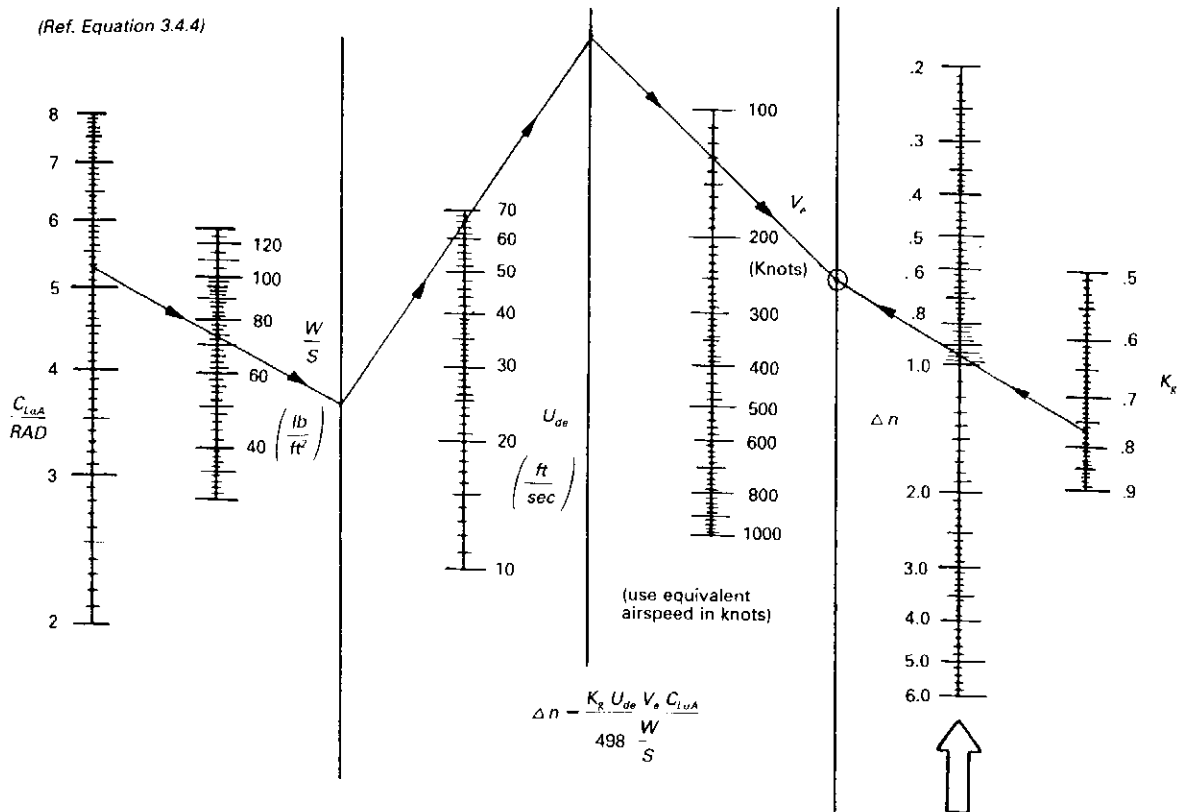 (Ref. Equation 3.4.4)
8
7
6
5
4
3
2
C_LαA
RAD
120
100
80
60
40
W
S
(lb
ft²)
70
60
50
40
30
20
10
U_de
(ft
sec)
100
200
(Knots)
300
400
500
600
800
1000
V_e
(use equivalent
airspeed in knots)
.2
.3
.4
.5
.6
.8
1.0
2.0
3.0
4.0
5.0
6.0
△n
.5
.6
.7
.8
.9
K_g
△n = K_g U_de V_e C_LαA
498 W
S